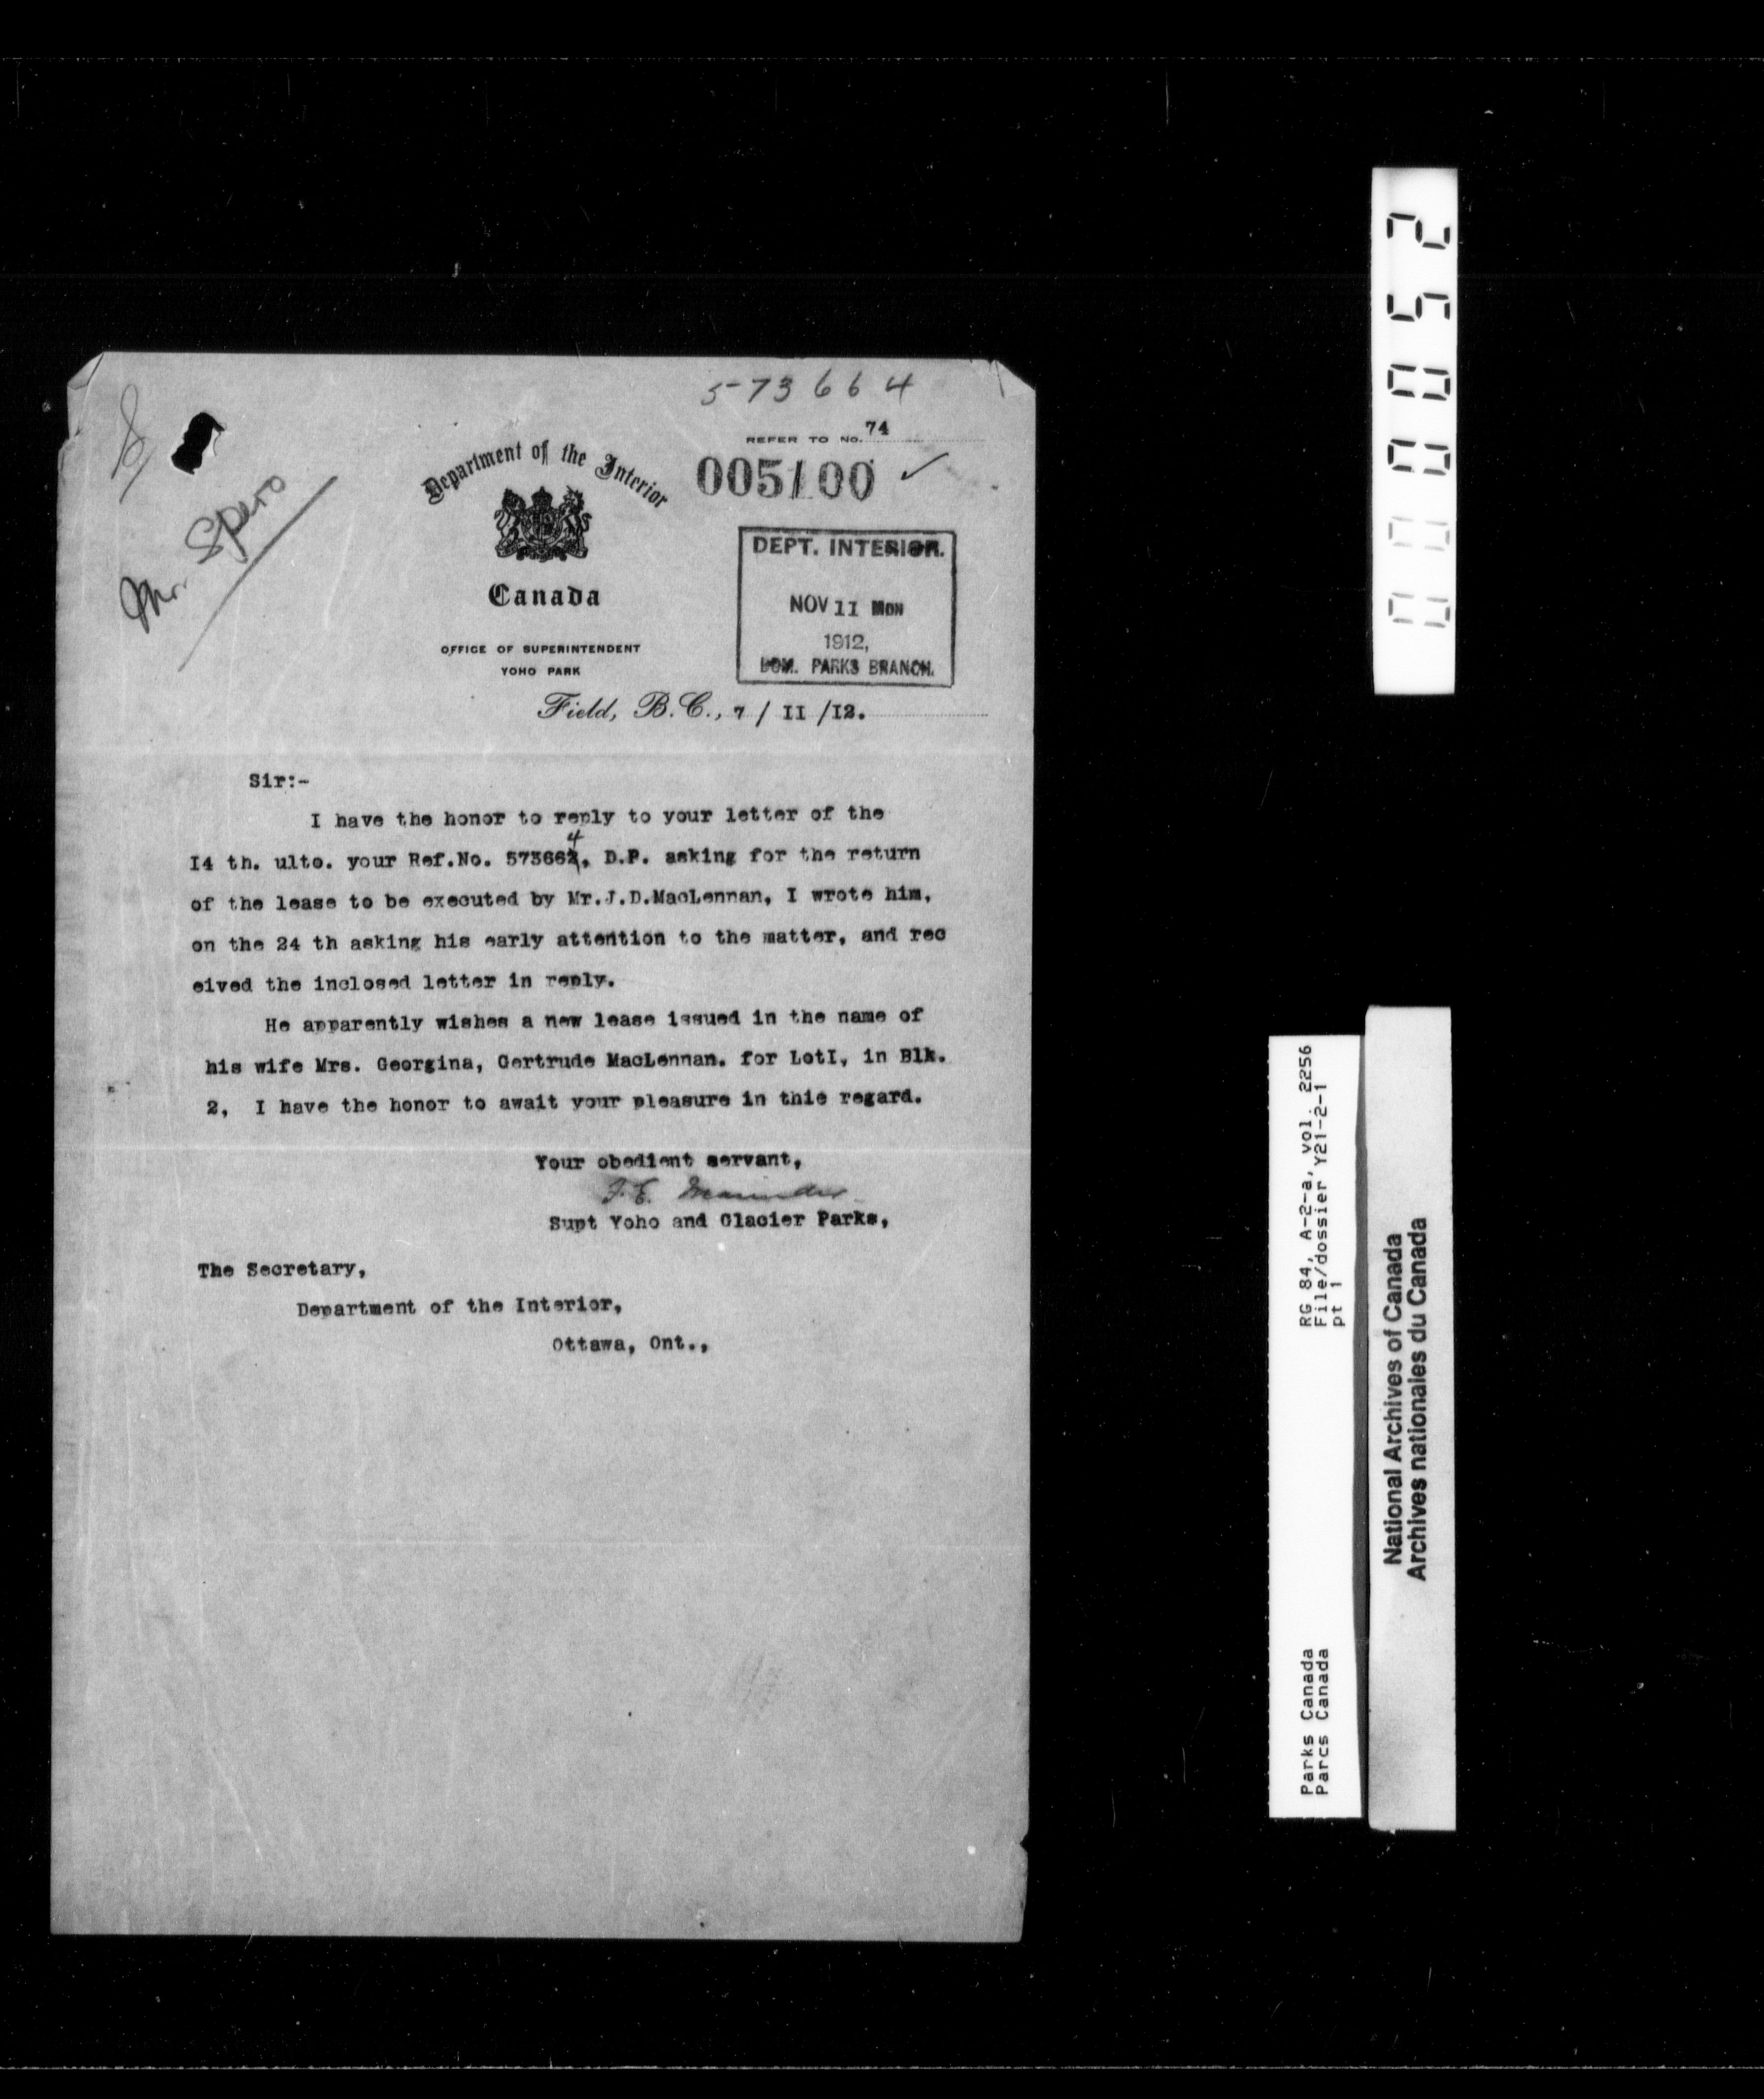 573664
REFER TO NO. 74
005100
Mr. Spero
Department of the Interior
Canada
DEPT. INTERIOR.
NOV 11 MON
1912,
DOM. PARKS BRANCH.
OFFICE OF SUPERINTENDENT
YOHO PARK
Field, B.C., 7 / II /I2.
Sir:-
I have the honor to reply to your letter of the
I4 th. ulto. your Ref.No. 573664, D.P. asking for the return
of the lease to be executed by Mr.J.D.MacLennan, I wrote him,
on the 24 th asking his early attention to the matter, and rec
eived the inclosed letter in reply.
He apparently wishes a new lease issued in the name of
his wife Mrs. Georgina, Gertrude MacLennan. for LotI, in Blk.
2, I have the honor to await your pleasure in this regard.
Your obedient servant,
Supt Yoho and Glacier Parks,
The Secretary,
Department of the Interior,
Ottawa, Ont.,
000052
RG 84, A-2-a, vol. 2256
File/dossier Y21-2-1
pt 1
Parks Canada
Parcs Canada
National Archives of Canada
Archives nationales du Canada